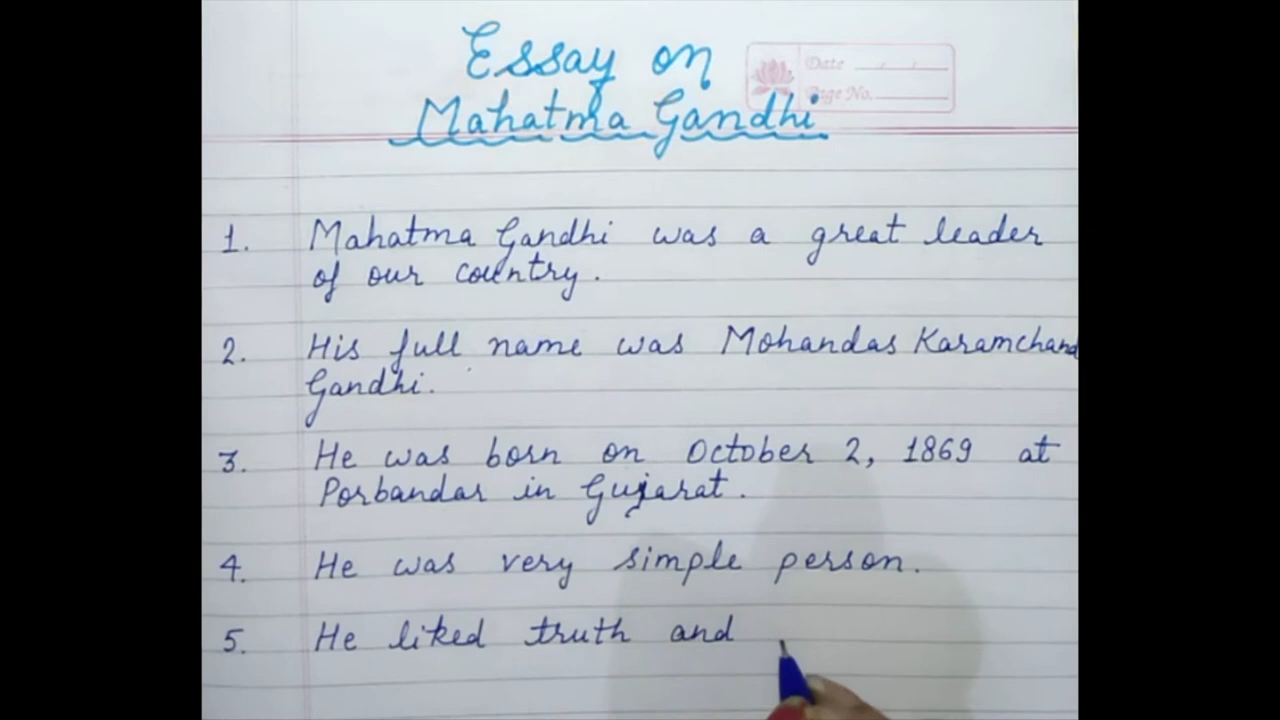 Essay on
Date
Page No.
Mahatma Gandhi
1. Mahatma Gandhi was a great leader
of our country.
2. His full name was Mohandas Karamchand
Gandhi.
3. He was born on October 2, 1869 at
Porbandar in Gujarat.
4. He was very simple person.
5. He liked truth and